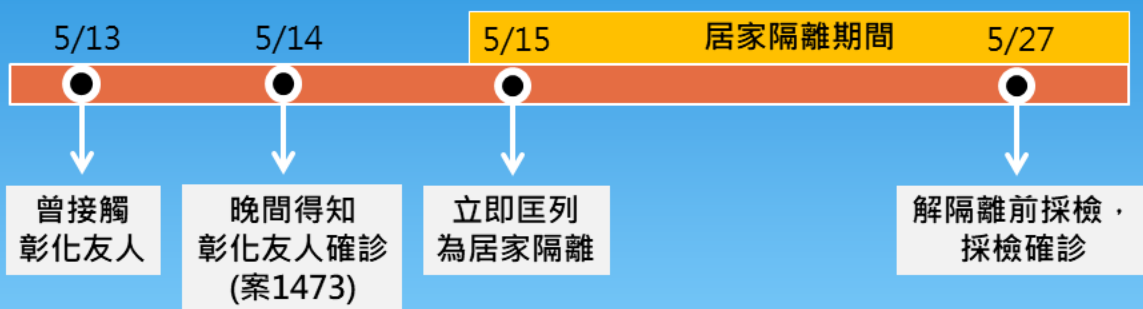 5/13
5/14
5/15
居家隔離期間
5/27
曾接觸
彰化友人
晚間得知
彰化友人確診
(案1473)
立即匡列
為居家隔離
解隔離前採檢，
採檢確診